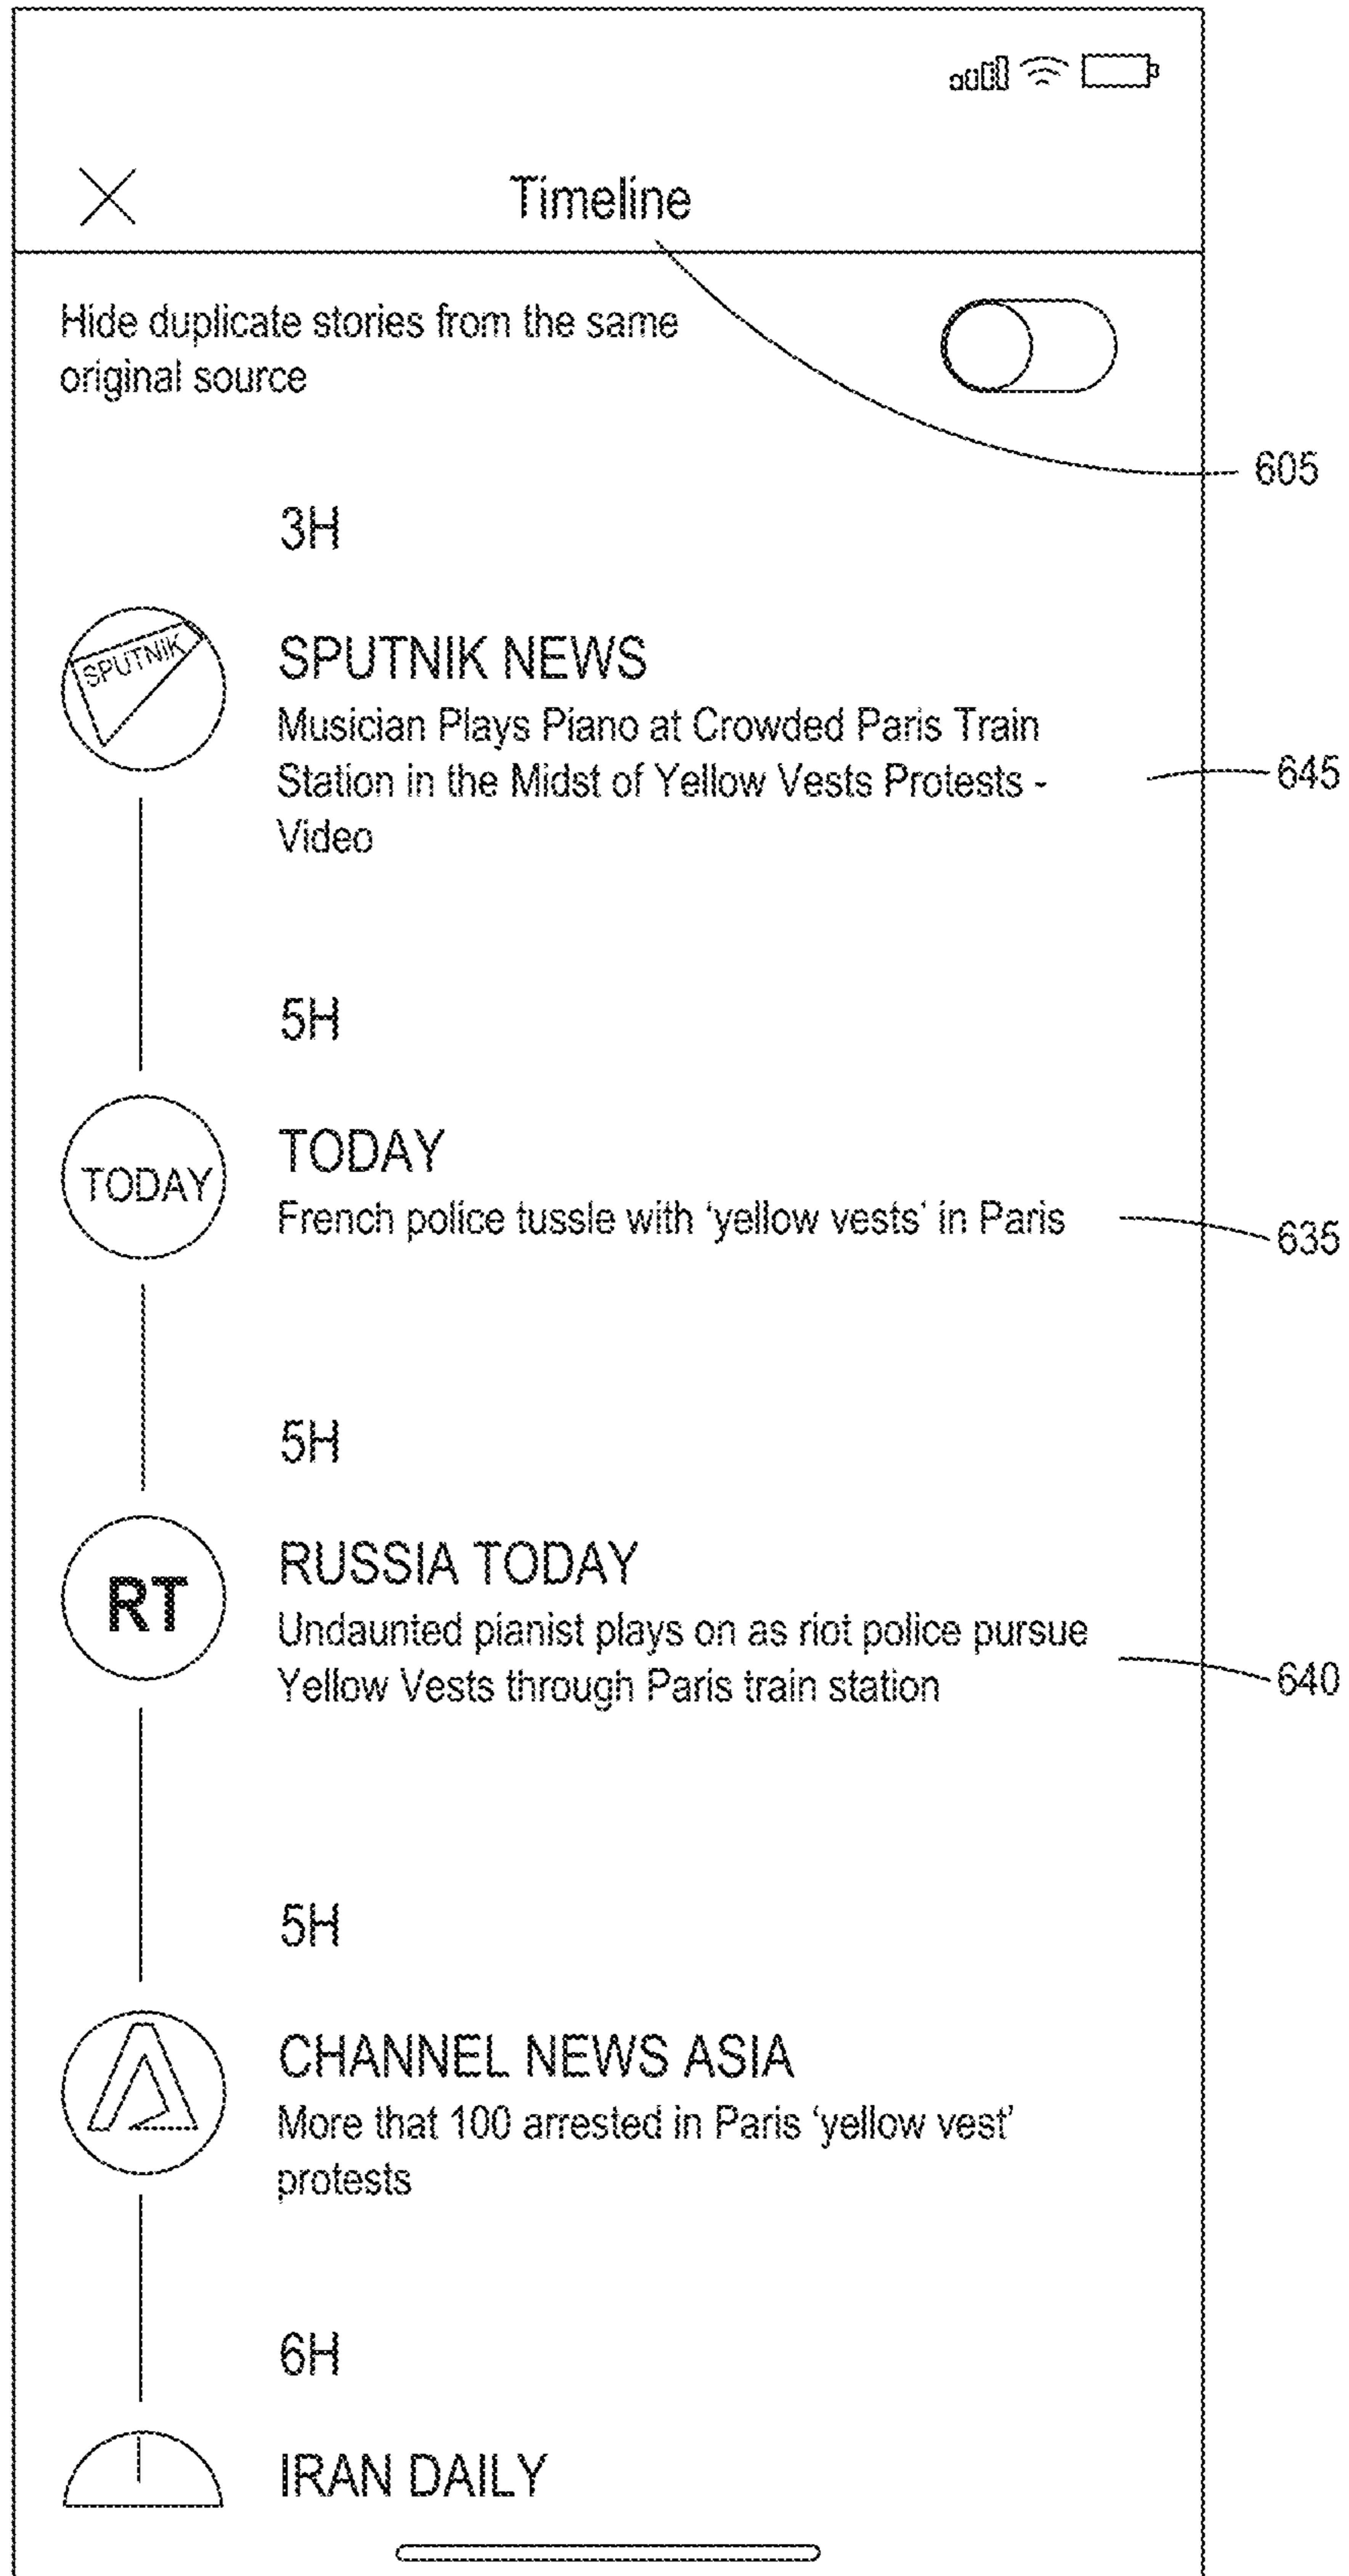 Timeline
Hide duplicate stories from the same
original source
605
3H
SPUTNIK
SPUTNIK NEWS
Musician Plays Piano at Crowded Paris Train
Station in the Midst of Yellow Vests Protests -
Video
645
5H
TODAY
TODAY
French police tussle with ‘yellow vests’ in Paris
635
5H
RT
RUSSIA TODAY
Undaunted pianist plays on as riot police pursue
Yellow Vests through Paris train station
640
5H
CHANNEL NEWS ASIA
More that 100 arrested in Paris ‘yellow vest’
protests
6H
IRAN DAILY